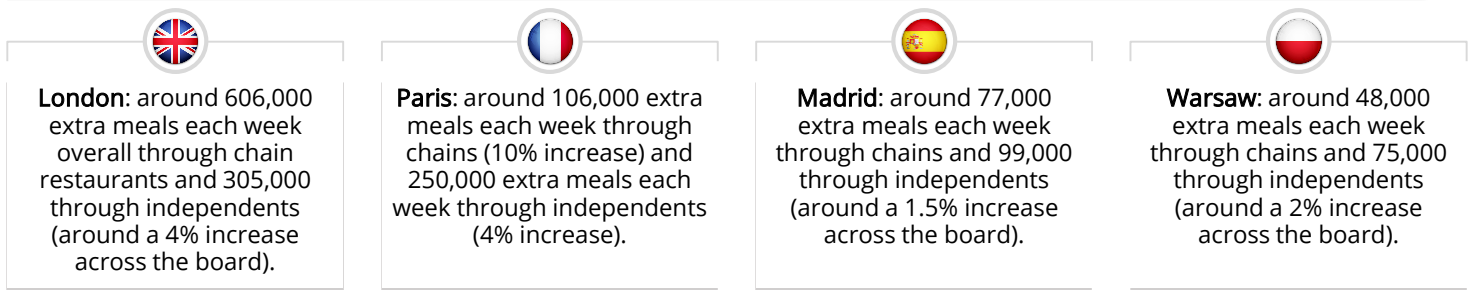 London: around 606,000
extra meals each week
overall through chain
restaurants and 305,000
through independents
(around a 4% increase
across the board).
Paris: around 106,000 extra
meals each week through
chains (10% increase) and
250,000 extra meals each
week through independents
(4% increase).
Madrid: around 77,000
extra meals each week
through chains and 99,000
through independents
(around a 1.5% increase
across the board).
Warsaw: around 48,000
extra meals each week
through chains and 75,000
through independents
(around a 2% increase
across the board).